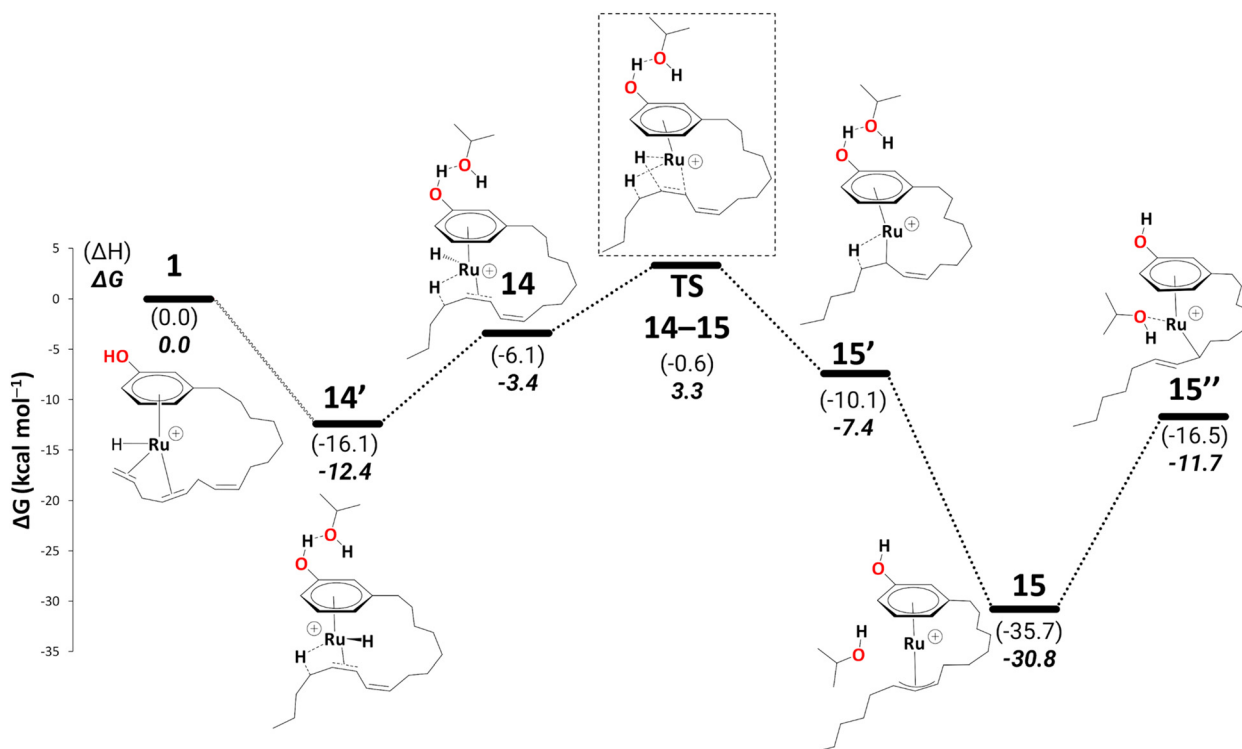 ΔG (kcal mol⁻¹)
5
0
-5
-10
-15
-20
-25
-30
-35
(ΔH)
ΔG
1
(0.0)
0.0
HO
H
Ru
+
14'
(-16.1)
-12.4
H
O
H
O
+
Ru
H
H
14
(-6.1)
-3.4
H
O
H
O
H
Ru
+
H
TS
14–15
(-0.6)
3.3
H
O
H
O
H
Ru
+
H
15'
(-10.1)
-7.4
H
O
H
O
Ru
+
H
15
(-35.7)
-30.8
H
O
H
O
Ru
+
15''
(-16.5)
-11.7
H
O
O
H
Ru
+